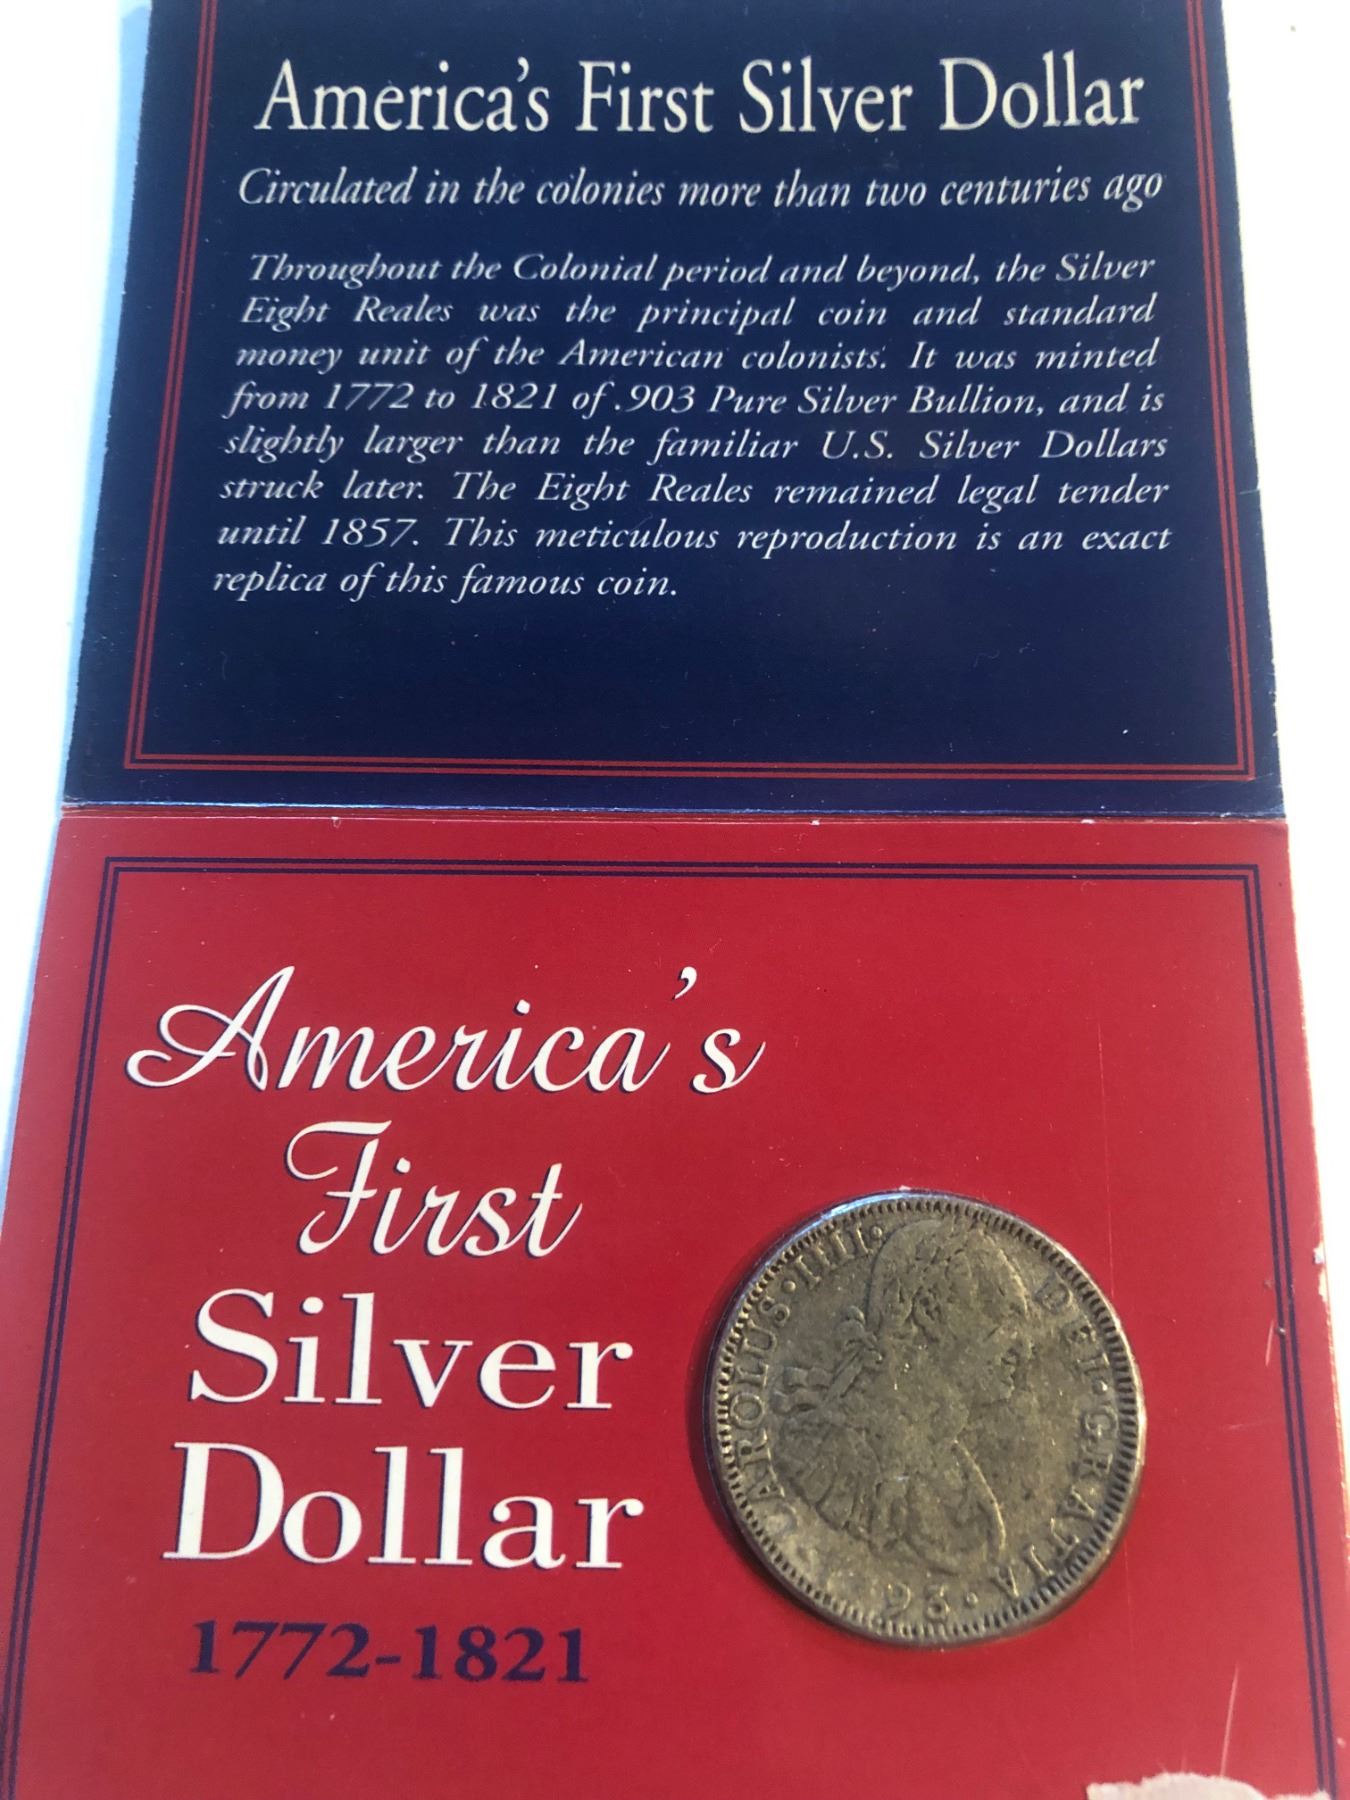 America's First Silver Dollar
Circulated in the colonies more than two centuries ago
Throughout the Colonial period and beyond, the Silver
Eight Reales was the principal coin and standard
money unit of the American colonists. It was minted
from 1772 to 1821 of .903 Pure Silver Bullion, and is
slightly larger than the familiar U.S. Silver Dollars
struck later. The Eight Reales remained legal tender
until 1857. This meticulous reproduction is an exact
replica of this famous coin.
America's
First
Silver
Dollar
1772-1821
CAROLUS·IIII· DEI·GRATIA·